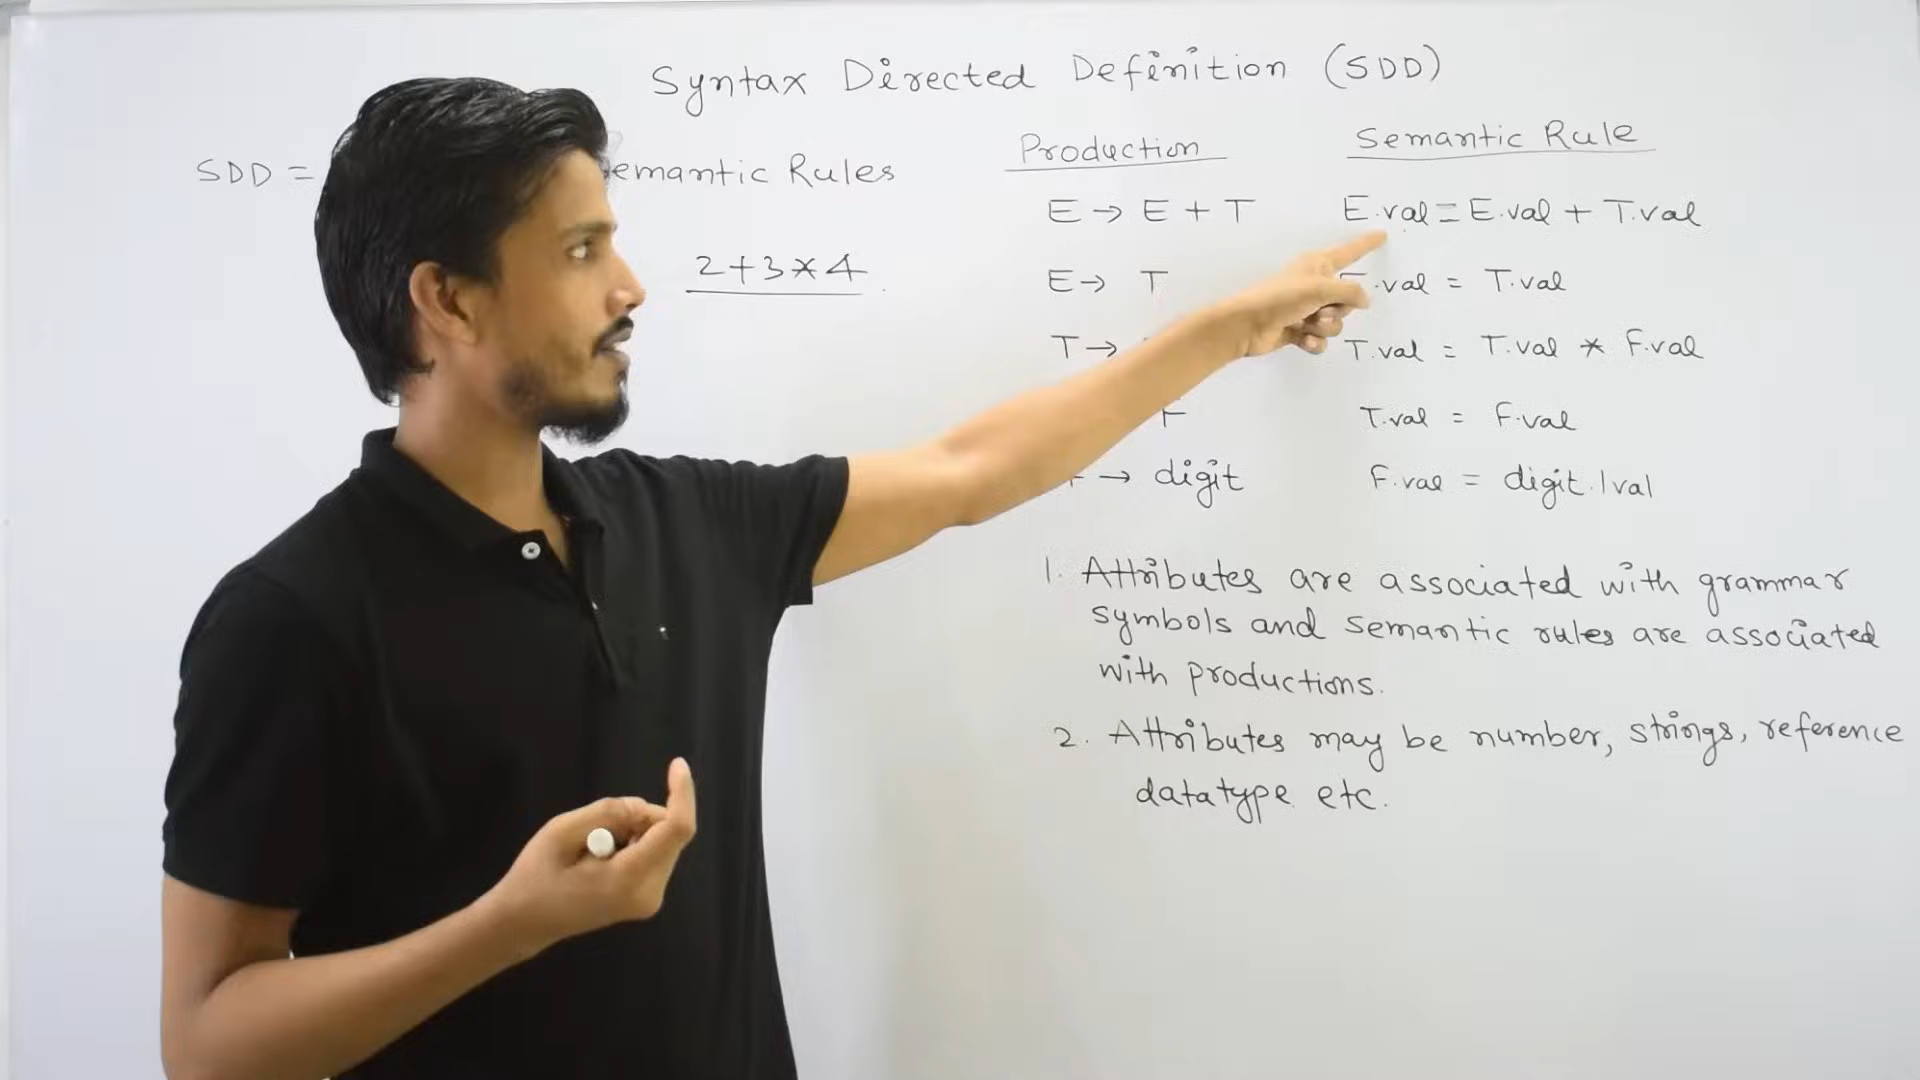 Syntax Directed Definition (SDD)
SDD = Rules
2+3*4
Production
E → E + T
E → T
T →
F
→ digit
Semantic Rule
E.val = E.val + T.val
.val = T.val
T.val = T.val * F.val
T.val = F.val
F.val = digit.lval
1. Attributes are associated with grammar
symbols and semantic rules are associated
with productions.
2. Attributes may be number, strings, reference
datatype etc.